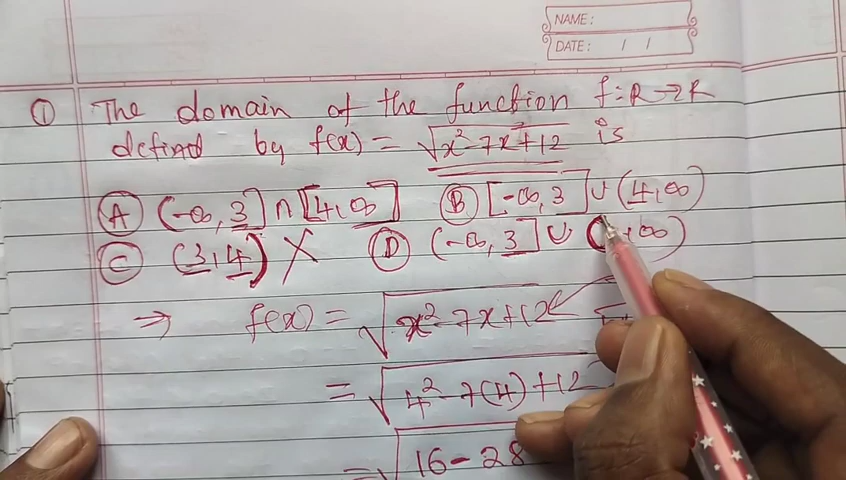 NAME:
DATE: / /
① The domain of the function f:R→R
defind by f(x) = √x²-7x+12 is
Ⓐ (-∞, 3] ∩ [4,∞] Ⓑ [-∞, 3] ∪ (4,∞)
Ⓒ (3,4) X Ⓓ (-∞, 3] ∪ ( ,∞)
⇒ f(x) = √x²-7x+12
= √4²-7(4)+12
= √16-28